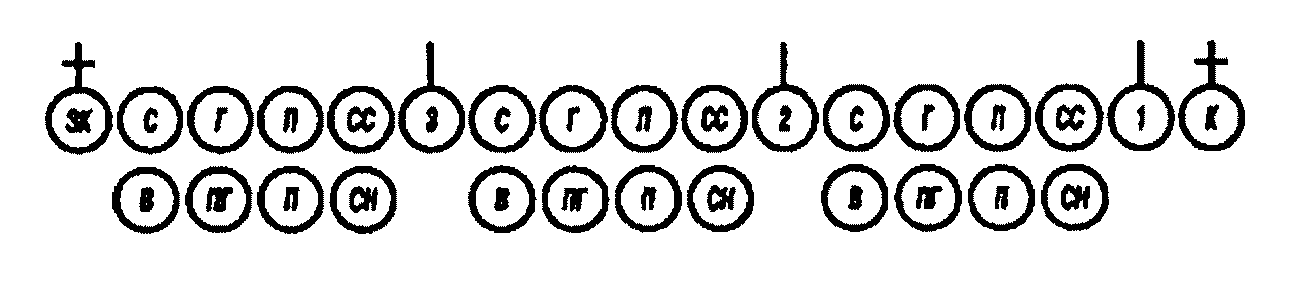 ЗК С Г П СС 3 С Г П СС 2 С Г П СС 1 К
В ПГ П СН В ПГ П СН В ПГ П СН